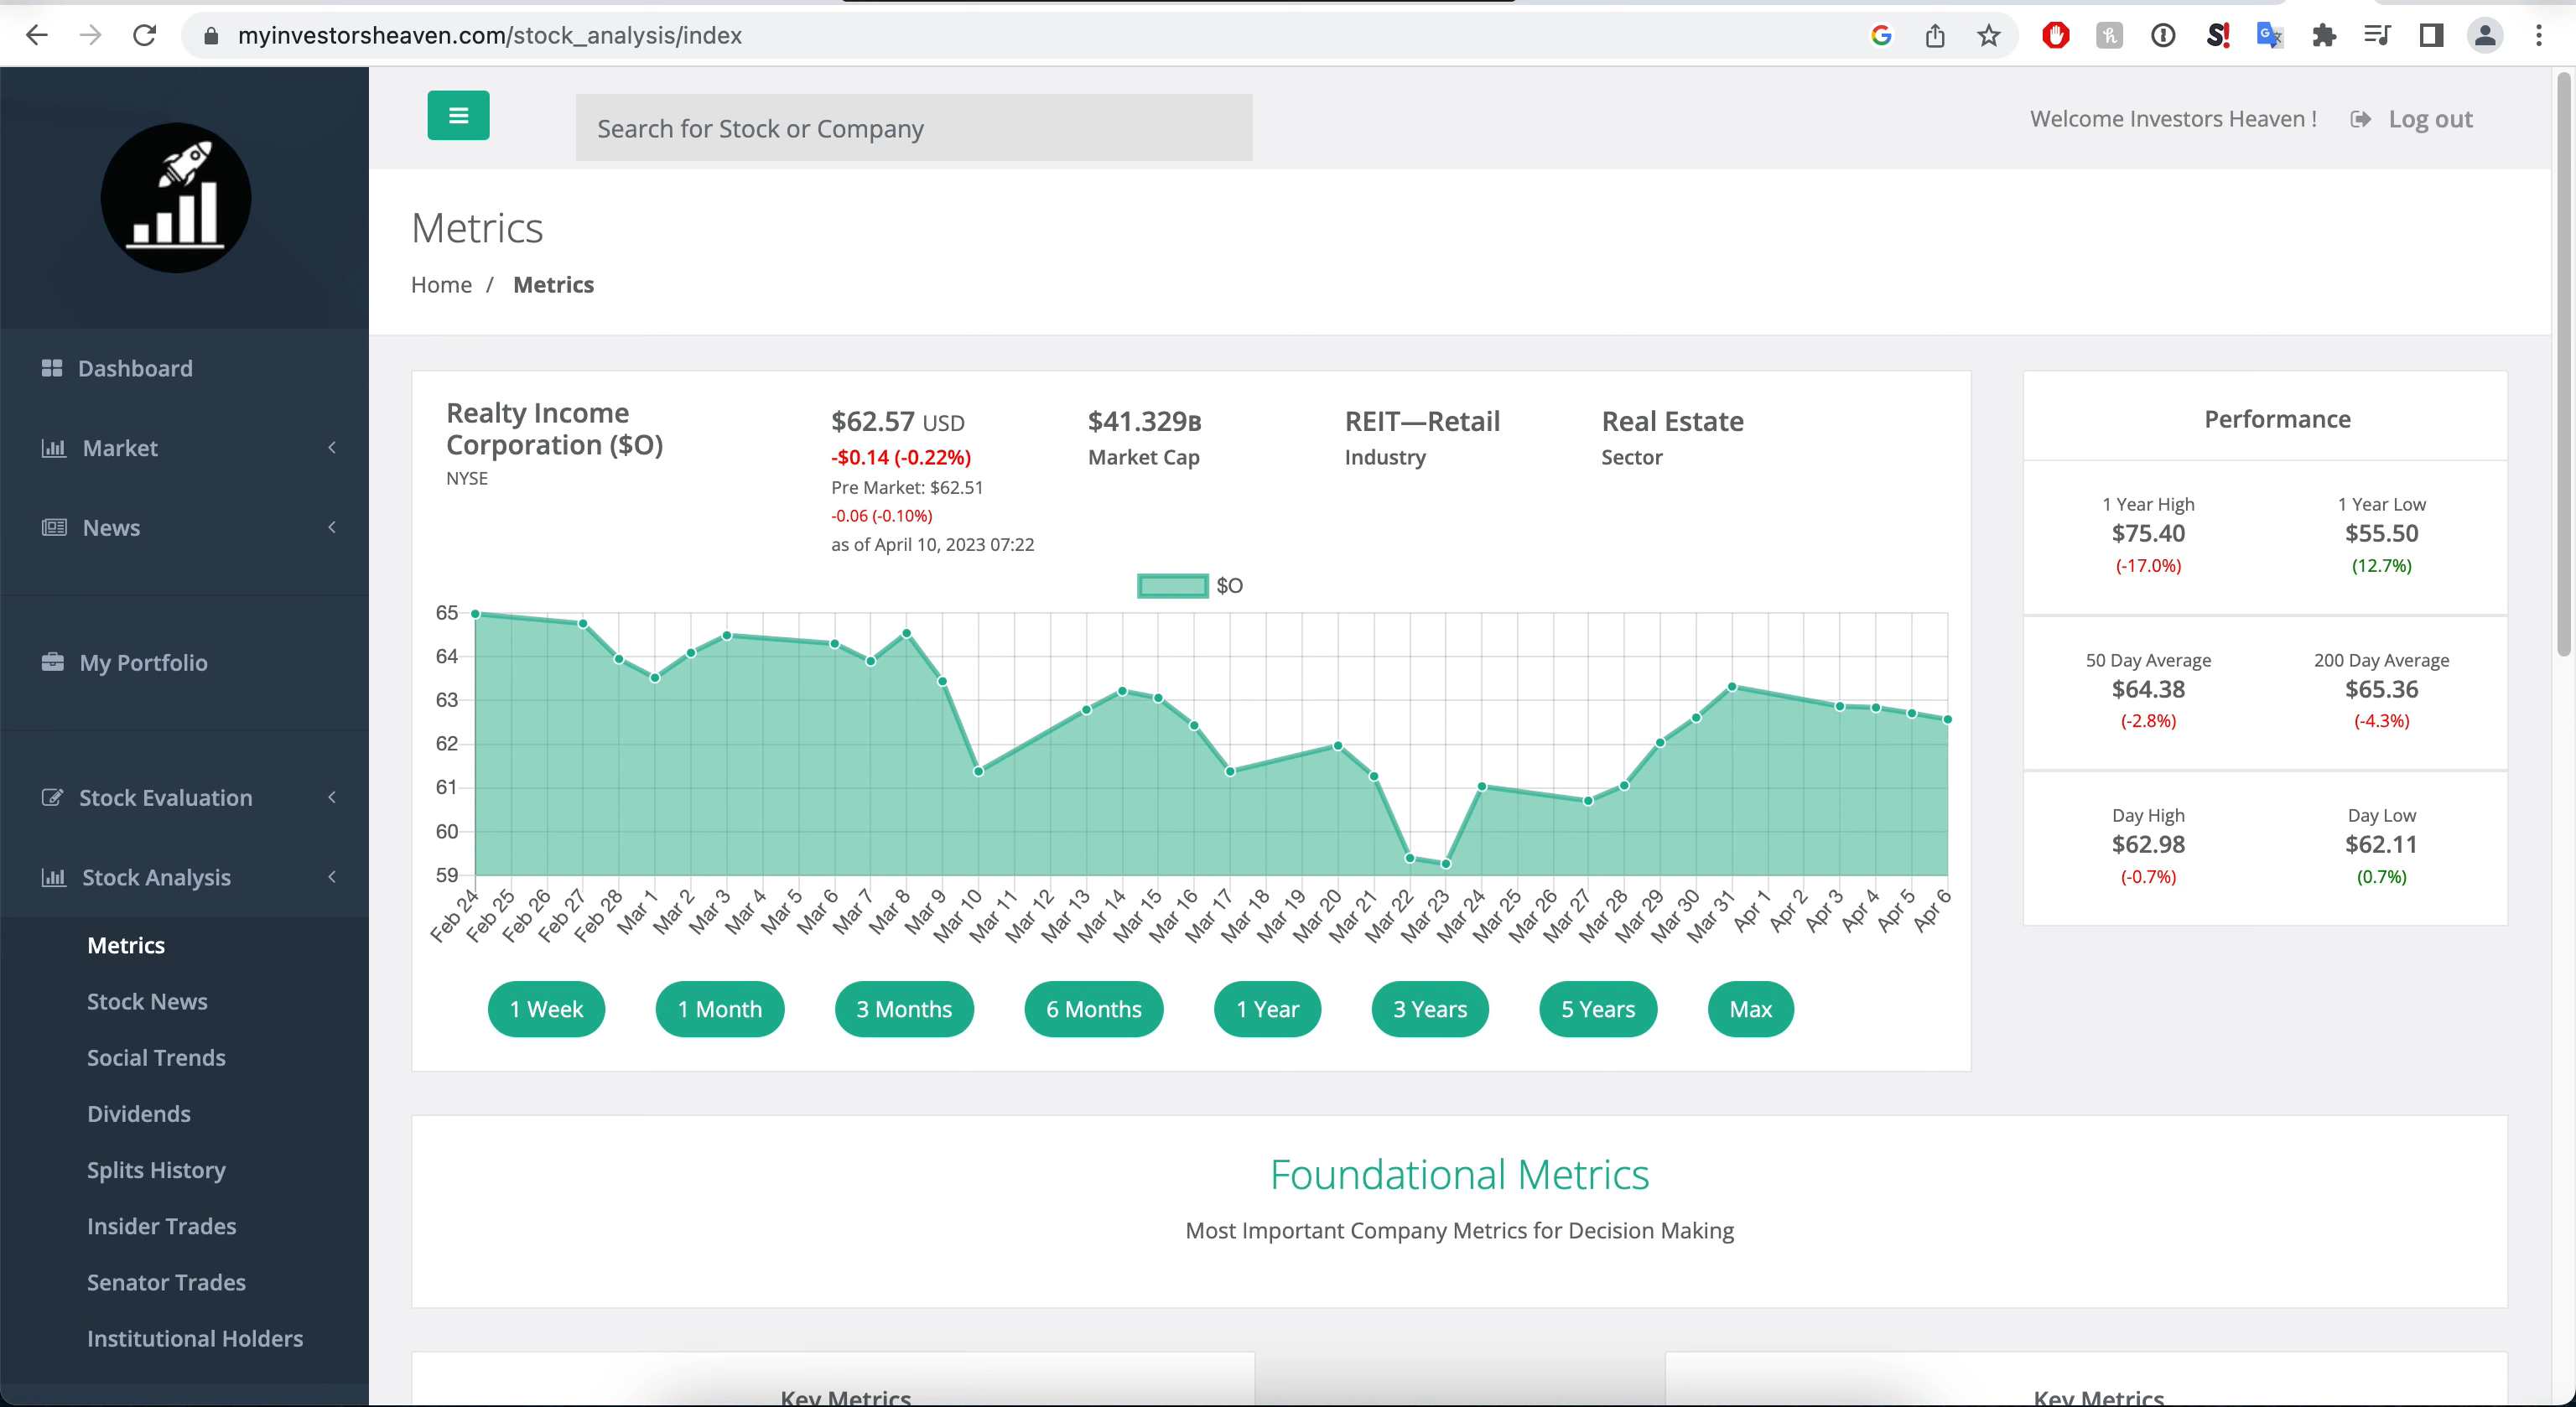 myinvestorsheaven.com/stock_analysis/index
Search for Stock or Company
Welcome Investors Heaven !
Log out
Metrics
Home / Metrics
Dashboard
Market
News
My Portfolio
Stock Evaluation
Stock Analysis
Metrics
Stock News
Social Trends
Dividends
Splits History
Insider Trades
Senator Trades
Institutional Holders
Realty Income
Corporation ($O)
NYSE
$62.57 USD
-$0.14 (-0.22%)
Pre Market: $62.51
-0.06 (-0.10%)
as of April 10, 2023 07:22
$41.329B
Market Cap
REIT—Retail
Industry
Real Estate
Sector
$O
65
64
63
62
61
60
59
Feb 24
Feb 25
Feb 26
Feb 27
Feb 28
Mar 1
Mar 2
Mar 3
Mar 4
Mar 5
Mar 6
Mar 7
Mar 8
Mar 9
Mar 10
Mar 11
Mar 12
Mar 13
Mar 14
Mar 15
Mar 16
Mar 17
Mar 18
Mar 19
Mar 20
Mar 21
Mar 22
Mar 23
Mar 24
Mar 25
Mar 26
Mar 27
Mar 28
Mar 29
Mar 30
Mar 31
Apr 1
Apr 2
Apr 3
Apr 4
Apr 5
Apr 6
1 Week
1 Month
3 Months
6 Months
1 Year
3 Years
5 Years
Max
Performance
1 Year High
$75.40
(-17.0%)
1 Year Low
$55.50
(12.7%)
50 Day Average
$64.38
(-2.8%)
200 Day Average
$65.36
(-4.3%)
Day High
$62.98
(-0.7%)
Day Low
$62.11
(0.7%)
Foundational Metrics
Most Important Company Metrics for Decision Making
Key Metrics
Key Metrics